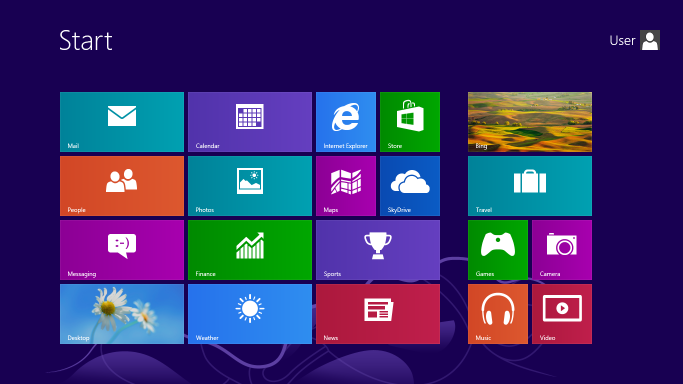 Start
User
Mail
Calendar
Internet Explorer
Store
Bing
People
Photos
Maps
SkyDrive
Travel
Messaging
:-)
Finance
Sports
Games
Camera
Desktop
Weather
News
Music
Video